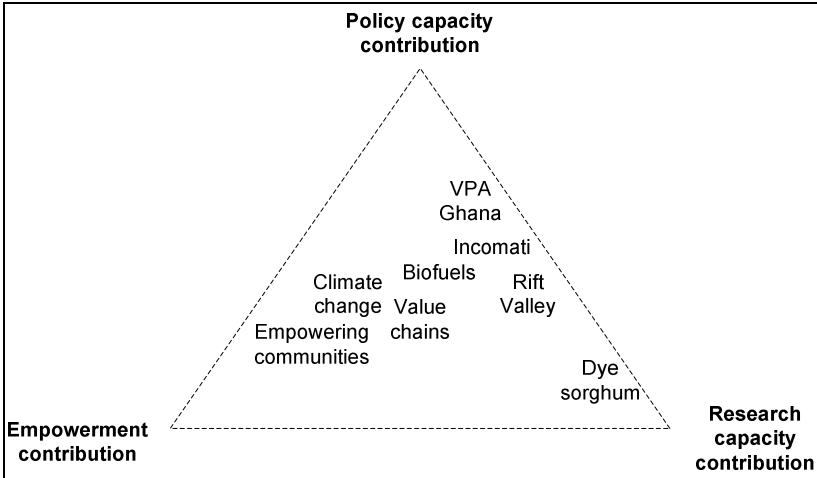 Policy capacity
contribution
VPA
Ghana
Incomati
Biofuels
Climate
change
Rift
Valley
Value
chains
Empowering
communities
Dye
sorghum
Empowerment
contribution
Research
capacity
contribution